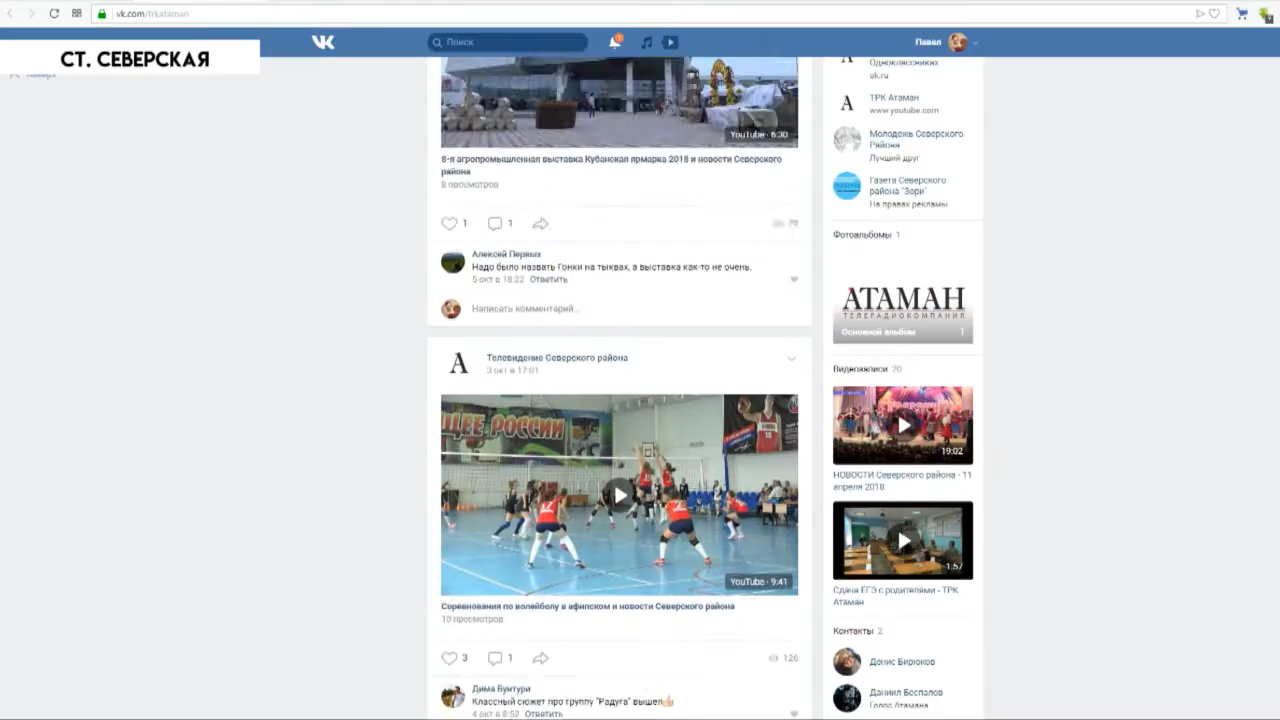 vk.com/trkataman
СТ. СЕВЕРСКАЯ
Поиск
Павел
YouTube · 6:30
8-я агропромышленная выставка Кубанская ярмарка 2018 и новости Северского
района
8 просмотров
1
1
Алексей Первых
Надо было назвать Гонки на тыквах, а выставка как-то не очень.
5 окт в 18:22 Ответить
Написать комментарий...
А
Телевидение Северского района
3 окт в 17:01
ЩЕЕ РОССИИ
YouTube · 9:41
Соревнования по волейболу в афипском и новости Северского района
10 просмотров
3
1
126
Дима Бунтури
Классный сюжет про группу "Радуга" вышел👍
4 окт в 8:52 Ответить
Одноклассниках
ok.ru
А
ТРК Атаман
www.youtube.com
Молодежь Северского
Района
Лучший друг
Газета Северского
района "Зори"
На правах рекламы
Фотоальбомы 1
АТАМАН
ТЕЛЕРАДИОКОМПАНИЯ
Основной альбом
1
Видеозаписи 20
19:02
НОВОСТИ Северского района - 11
апреля 2018
1:57
Сдача ЕГЭ с родителями - ТРК
Атаман
Контакты 2
Денис Бирюков
Даниил Беспалов
Голос Атамана